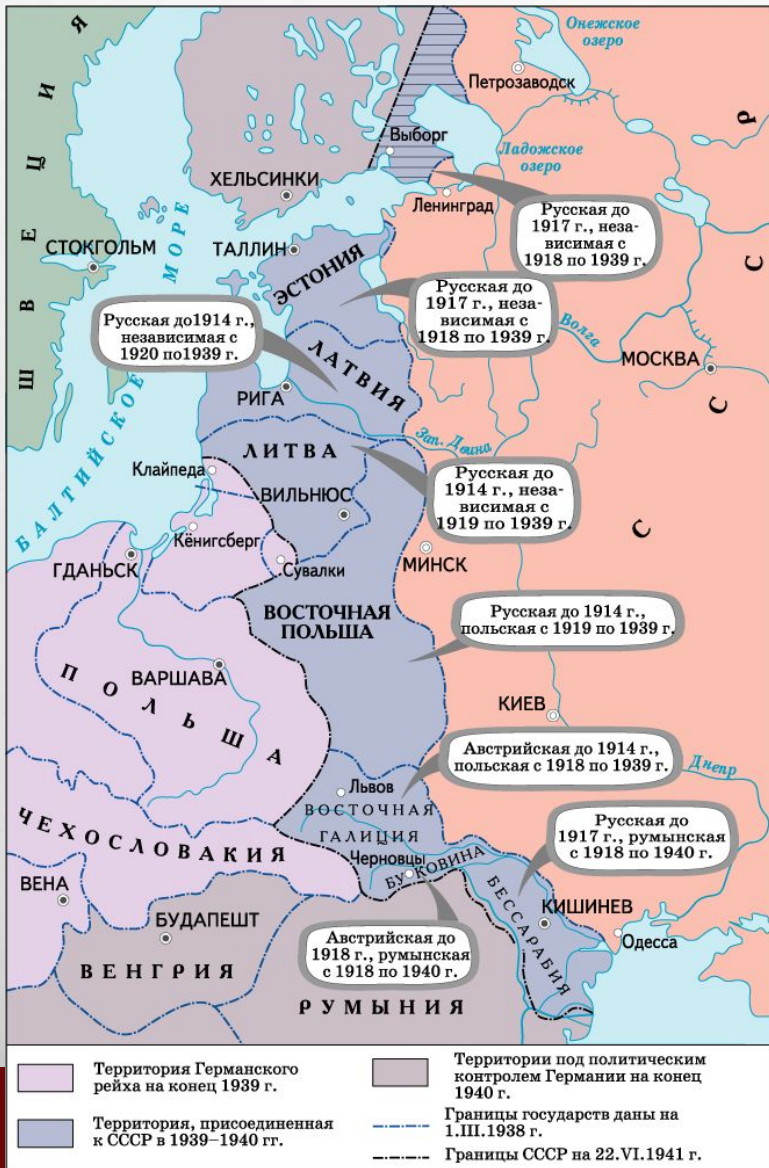 Онежское
озеро
Петрозаводск
Выборг
Ладожское
озеро
ХЕЛЬСИНКИ
Ленинград
Русская до
1917 г., неза-
висимая с
1918 по 1939 г.
ШВЕЦИЯ
СТОКГОЛЬМ
БАЛТИЙСКОЕ МОРЕ
ТАЛЛИН
ЭСТОНИЯ
Русская до
1917 г., неза-
висимая с
1918 по 1939 г.
Русская до1914 г.,
независимая с
1920 по1939 г.
Волга
МОСКВА
СССР
ЛАТВИЯ
РИГА
Зап. Двина
ЛИТВА
Клайпеда
ВИЛЬНЮС
Русская до
1914 г., неза-
висимая с
1919 по 1939 г.
Кёнигсберг
ГДАНЬСК
Сувалки
МИНСК
ВОСТОЧНАЯ
ПОЛЬША
Русская до 1914 г.,
польская с 1919 по 1939 г.
ПОЛЬША
ВАРШАВА
КИЕВ
Австрийская до 1914 г.,
польская с 1918 по 1939 г.
Днепр
Львов
ВОСТОЧНАЯ
ГАЛИЦИЯ
ЧЕХОСЛОВАКИЯ
Черновцы
БУКОВИНА
Русская до
1917 г., румынская
с 1918 по 1940 г.
ВЕНА
БУДАПЕШТ
ВЕНГРИЯ
БЕССАРАБИЯ
КИШИНЕВ
Одесса
Австрийская до
1918 г., румынская
с 1918 по 1940 г.
РУМЫНИЯ
Территория Германского
рейха на конец 1939 г.
Территория, присоединенная
к СССР в 1939–1940 гг.
Территории под политическим
контролем Германии на конец
1940 г.
Границы государств даны на
1.III.1938 г.
Границы СССР на 22.VI.1941 г.